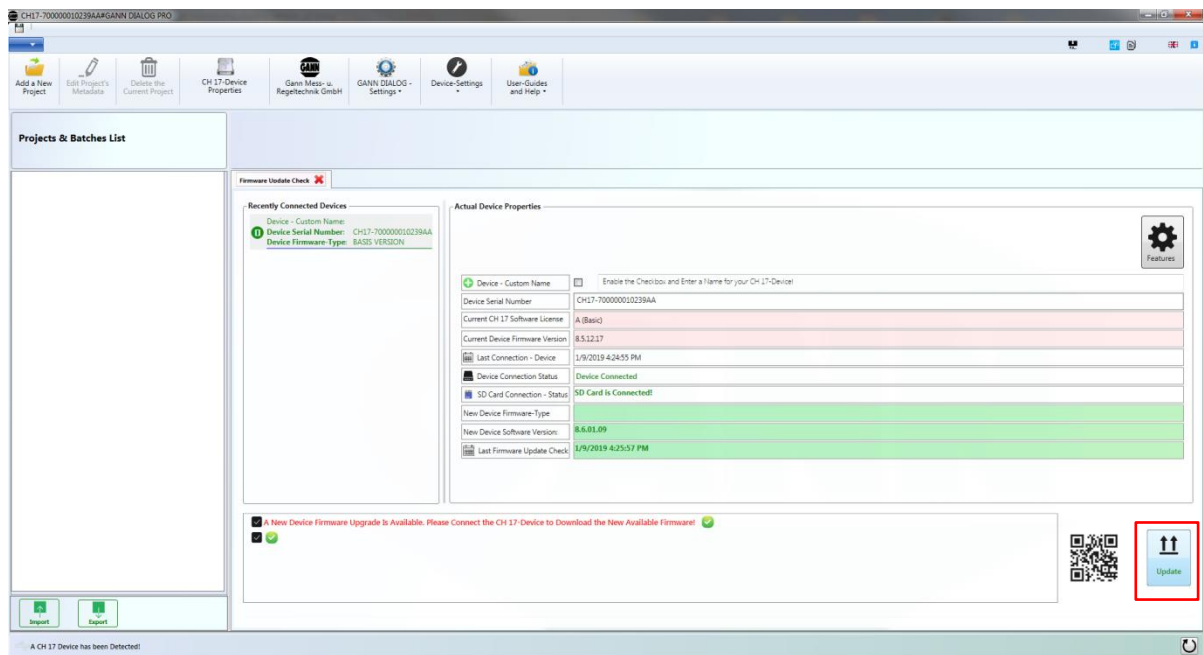 CH17-700000010239AA#GANN DIALOG PRO
Add a New
Project
Edit Project's
Metadata
Delete the
Current Project
CH 17-Device
Properties
GANN
Gann Mess- u.
Regeltechnik GmbH
GANN DIALOG -
Settings
Device-Settings
User-Guides
and Help
Projects & Batches List
Firmware Update Check
Recently Connected Devices
Device - Custom Name:
Device Serial Number: CH17-700000010239AA
Device Firmware-Type: BASIS VERSION
Actual Device Properties
Features
Device - Custom Name
Enable the Checkbox and Enter a Name for your CH 17-Device!
Device Serial Number
CH17-700000010239AA
Current CH 17 Software License
A (Basic)
Current Device Firmware Version
8.5.12.17
Last Connection - Device
1/9/2019 4:24:55 PM
Device Connection Status
Device Connected
SD Card Connection - Status
SD Card is Connected!
New Device Firmware-Type
New Device Software Version:
8.6.01.09
Last Firmware Update Check
1/9/2019 4:25:57 PM
A New Device Firmware Upgrade Is Available. Please Connect the CH 17-Device to Download the New Available Firmware!
Update
Import
Export
A CH 17 Device has been Detected!